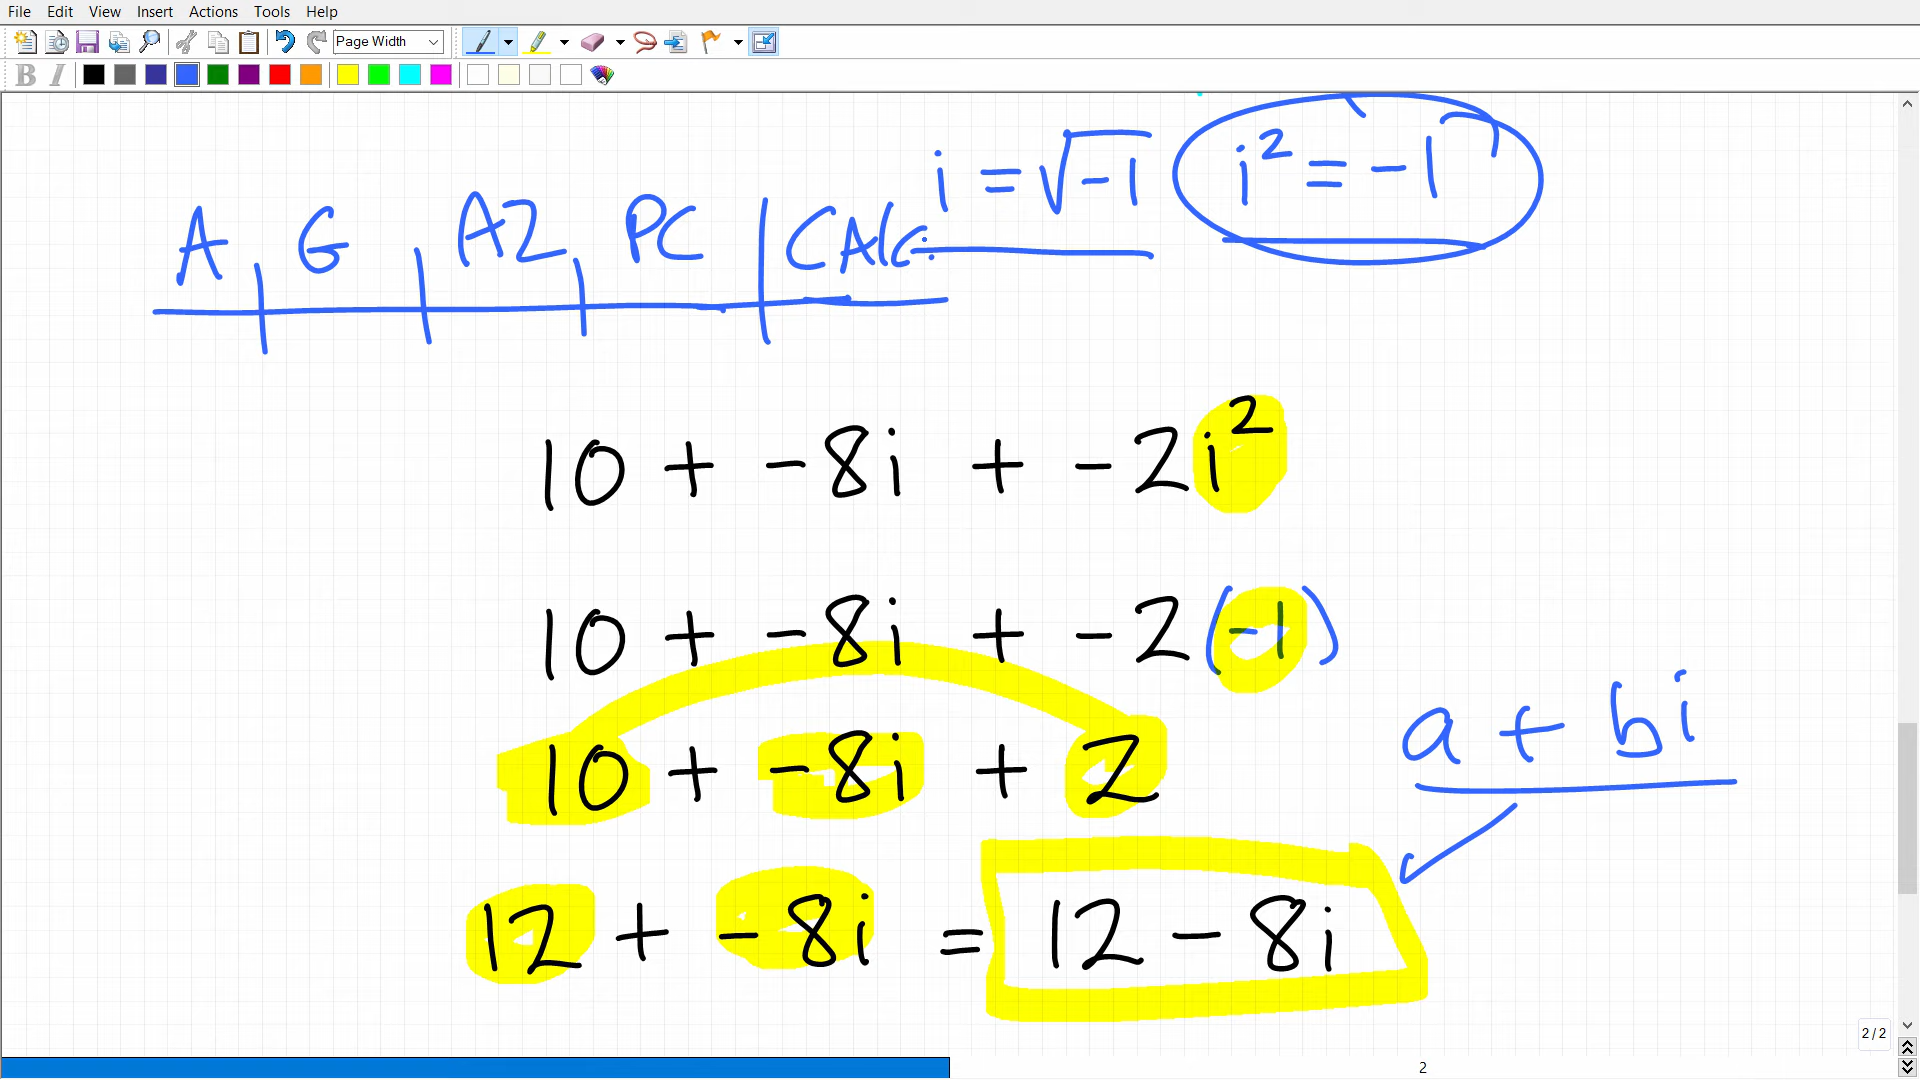 File Edit View Insert Actions Tools Help
Page Width
B I
i = √-1 i² = -1
A, G, A2, PC CAlc
10 + -8i + -2i²
10 + -8i + -2(-1)
10 + -8i + 2
a + bi
12 + -8i = 12 - 8i
2 / 2
2